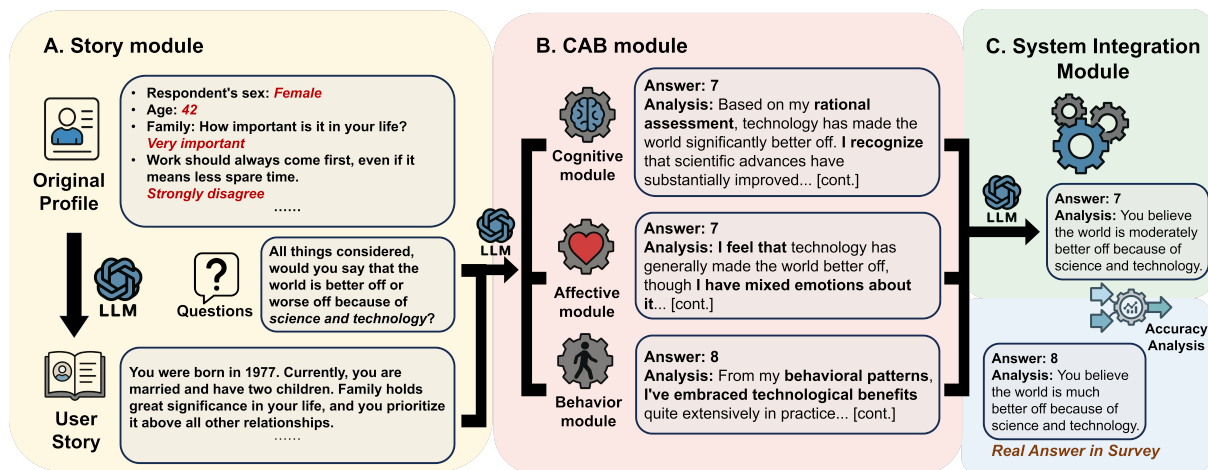 A. Story module
Original
Profile
• Respondent's sex: Female
• Age: 42
• Family: How important is it in your life?
Very important
• Work should always come first, even if it
means less spare time.
Strongly disagree
......
LLM
?
Questions
All things considered,
would you say that the
world is better off or
worse off because of
science and technology?
User
Story
You were born in 1977. Currently, you are
married and have two children. Family holds
great significance in your life, and you prioritize
it above all other relationships.
......
LLM
B. CAB module
Cognitive
module
Answer: 7
Analysis: Based on my rational
assessment, technology has made the
world significantly better off. I recognize
that scientific advances have
substantially improved... [cont.]
Affective
module
Answer: 7
Analysis: I feel that technology has
generally made the world better off,
though I have mixed emotions about
it... [cont.]
Behavior
module
Answer: 8
Analysis: From my behavioral patterns,
I've embraced technological benefits
quite extensively in practice... [cont.]
LLM
C. System Integration
Module
Answer: 7
Analysis: You believe
the world is moderately
better off because of
science and technology.
Accuracy
Analysis
Answer: 8
Analysis: You believe
the world is much
better off because of
science and technology.
Real Answer in Survey